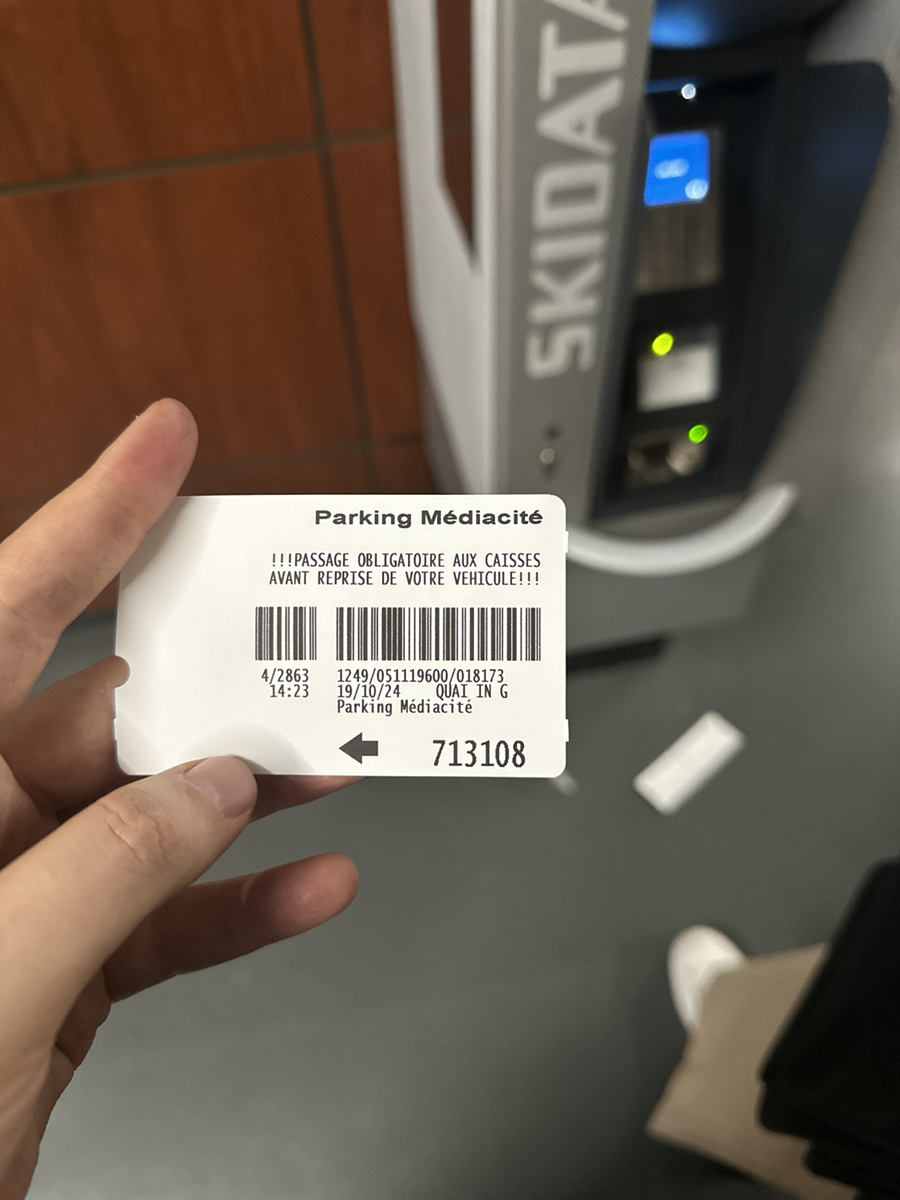 SKIDATA
Parking Médiacité
!!!PASSAGE OBLIGATOIRE AUX CAISSES
AVANT REPRISE DE VOTRE VEHICULE!!!
4/2863 1249/051119600/018173
14:23 19/10/24 QUAI IN G
Parking Médiacité
713108